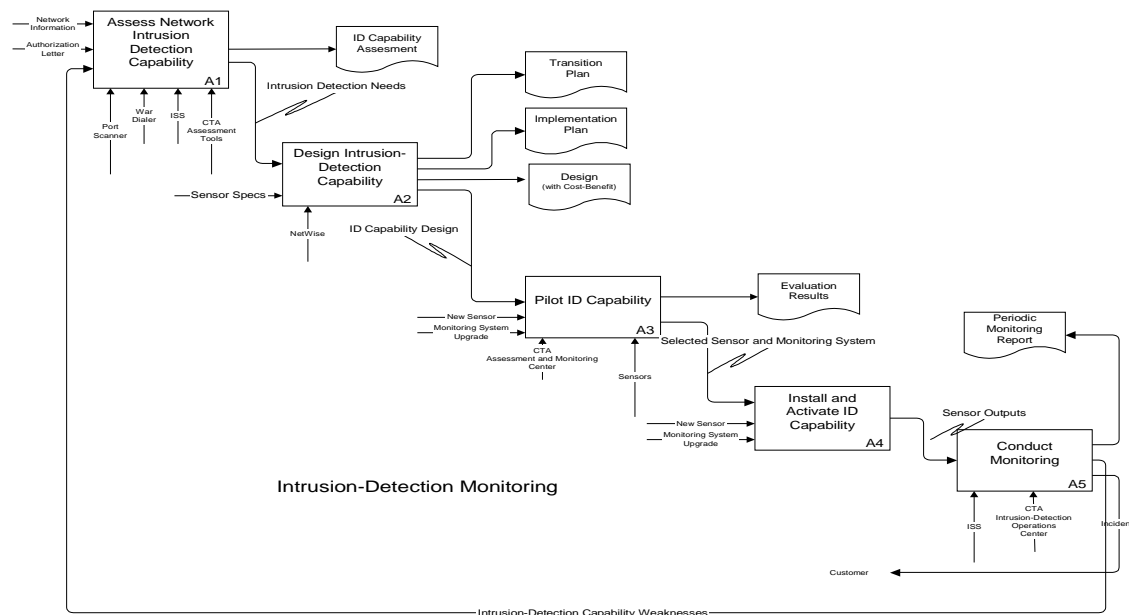 Network
Information
Authorization
Letter
Assess Network
Intrusion
Detection
Capability
A1
ID Capability
Assesment
Port
Scanner
War
Dialer
ISS
CTA
Assessment
Tools
Intrusion Detection Needs
Transition
Plan
Implementation
Plan
Design
(with Cost-Benefit)
Design Intrusion-
Detection
Capability
A2
Sensor Specs
NetWise
ID Capability Design
Pilot ID Capability
A3
New Sensor
Monitoring System
Upgrade
CTA
Assessment and Monitoring
Center
Sensors
Evaluation
Results
Selected Sensor and Monitoring System
Periodic
Monitoring
Report
Install and
Activate ID
Capability
A4
New Sensor
Monitoring System
Upgrade
Sensor Outputs
Conduct
Monitoring
A5
ISS
CTA
Intrusion-Detection
Operations
Center
Inciden
Customer
Intrusion-Detection Monitoring
Intrusion-Detection Capability Weaknesses